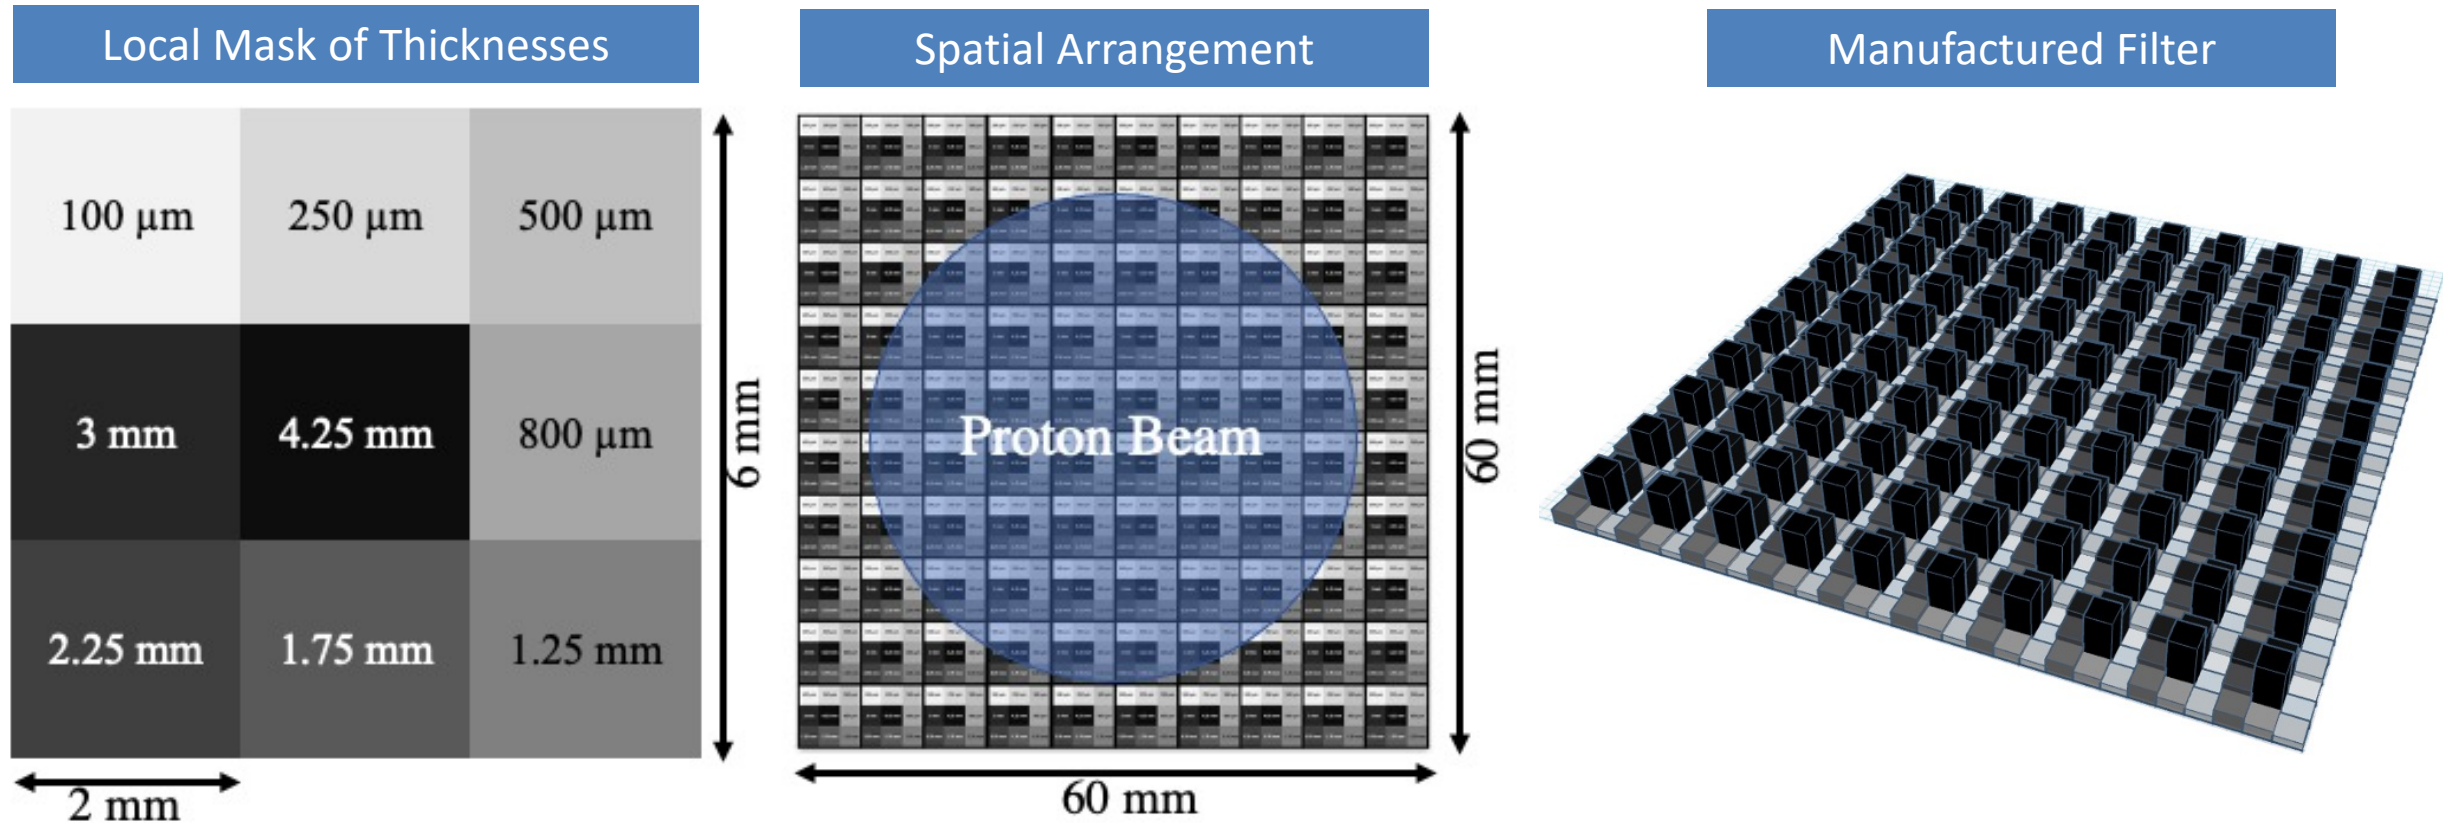 Local Mask of Thicknesses
Spatial Arrangement
Manufactured Filter
100 μm
250 μm
500 μm
3 mm
4.25 mm
800 μm
2.25 mm
1.75 mm
1.25 mm
2 mm
6 mm
Proton Beam
60 mm
60 mm